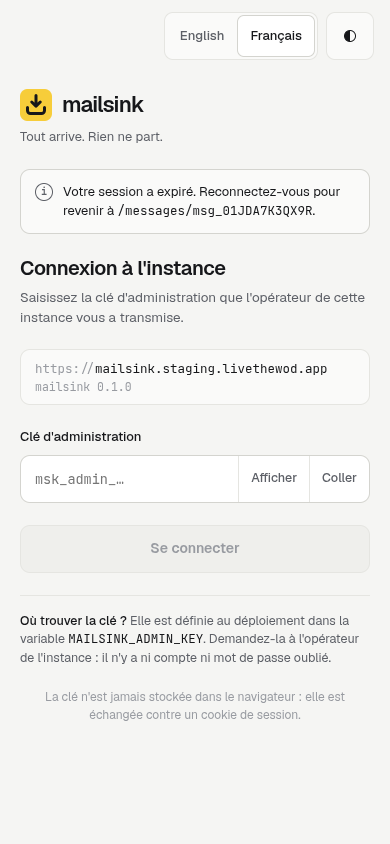 English
Français
mailsink
Tout arrive. Rien ne part.
Votre session a expiré. Reconnectez-vous pour
revenir à /messages/msg_01JDA7K3QX9R.
Connexion à l'instance
Saisissez la clé d'administration que l'opérateur de cette
instance vous a transmise.
https://mailsink.staging.livethewod.app
mailsink 0.1.0
Clé d'administration
msk_admin_…
Afficher
Coller
Se connecter
Où trouver la clé ? Elle est définie au déploiement dans la
variable MAILSINK_ADMIN_KEY. Demandez-la à l'opérateur
de l'instance : il n'y a ni compte ni mot de passe oublié.
La clé n'est jamais stockée dans le navigateur : elle est
échangée contre un cookie de session.